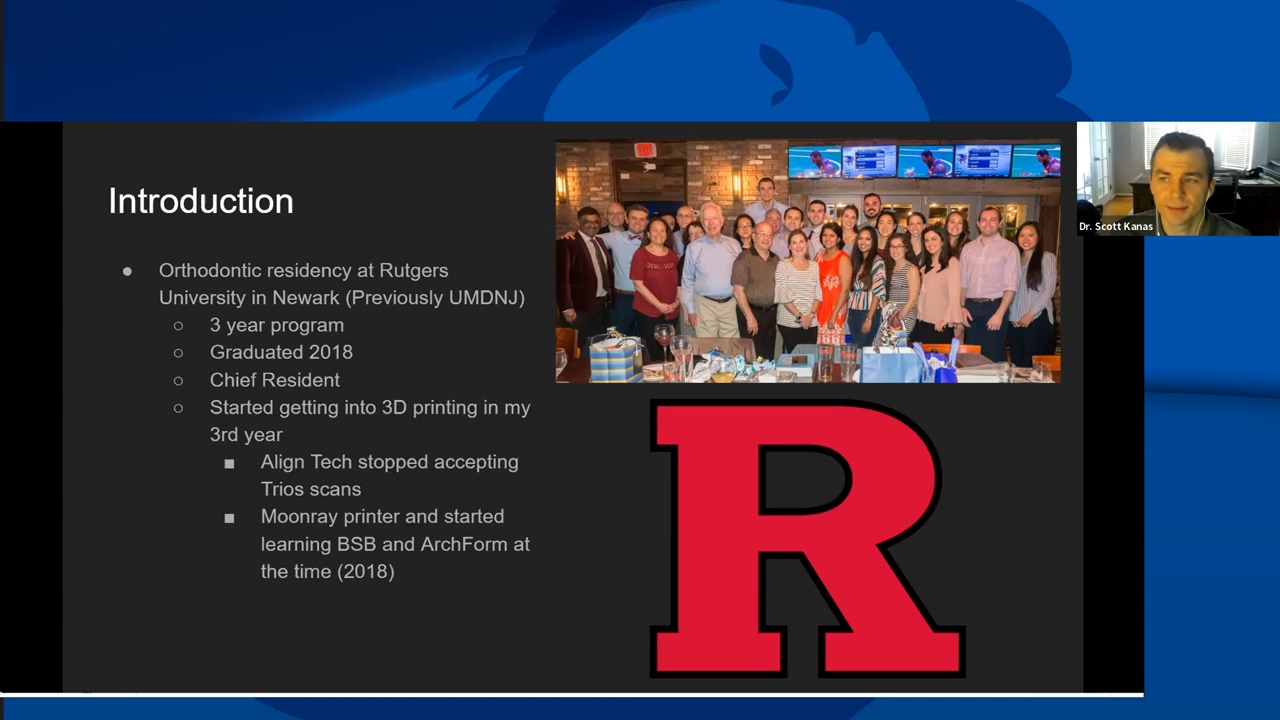 Introduction
● Orthodontic residency at Rutgers
University in Newark (Previously UMDNJ)
○ 3 year program
○ Graduated 2018
○ Chief Resident
○ Started getting into 3D printing in my
3rd year
■ Align Tech stopped accepting
Trios scans
■ Moonray printer and started
learning BSB and ArchForm at
the time (2018)
R
Dr. Scott Kanas